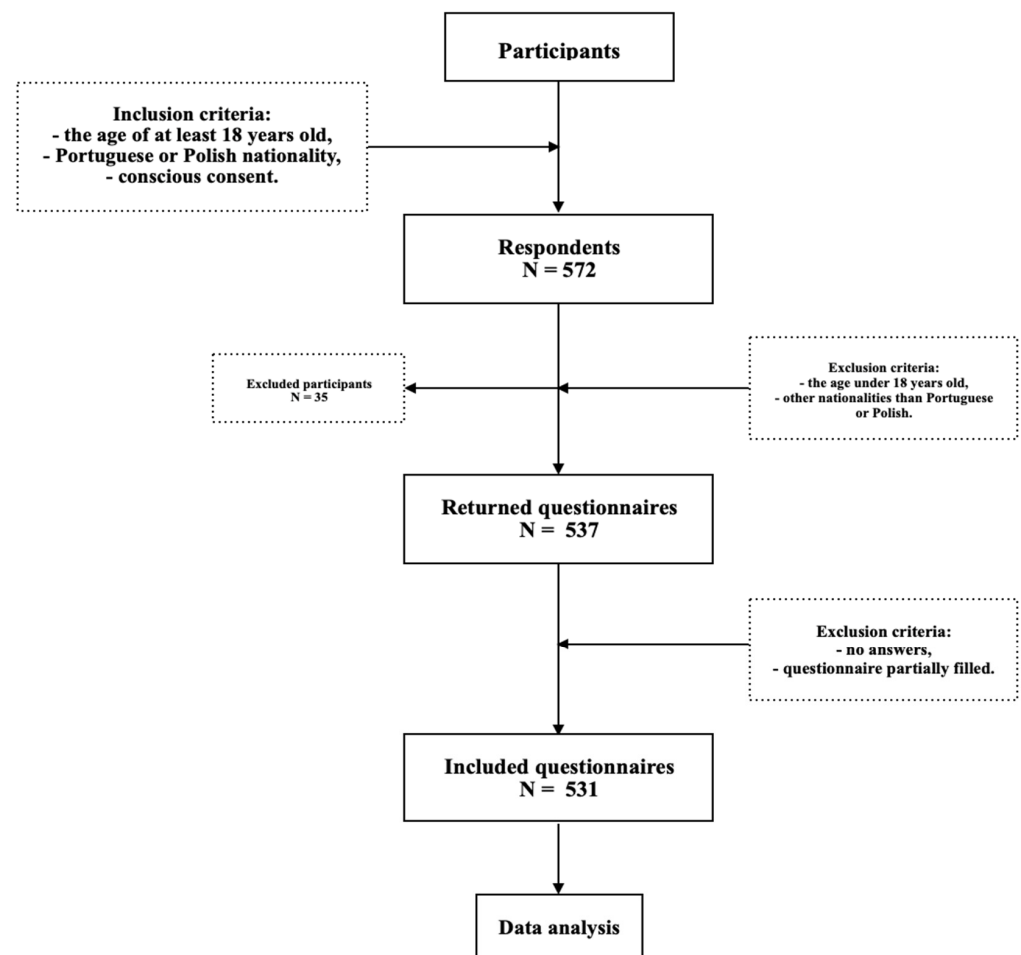 Participants
Inclusion criteria:
- the age of at least 18 years old,
- Portuguese or Polish nationality,
- conscious consent.
Respondents
N = 572
Excluded participants
N = 35
Exclusion criteria:
- the age under 18 years old,
- other nationalities than Portuguese
or Polish.
Returned questionnaires
N = 537
Exclusion criteria:
- no answers,
- questionnaire partially filled.
Included questionnaires
N = 531
Data analysis